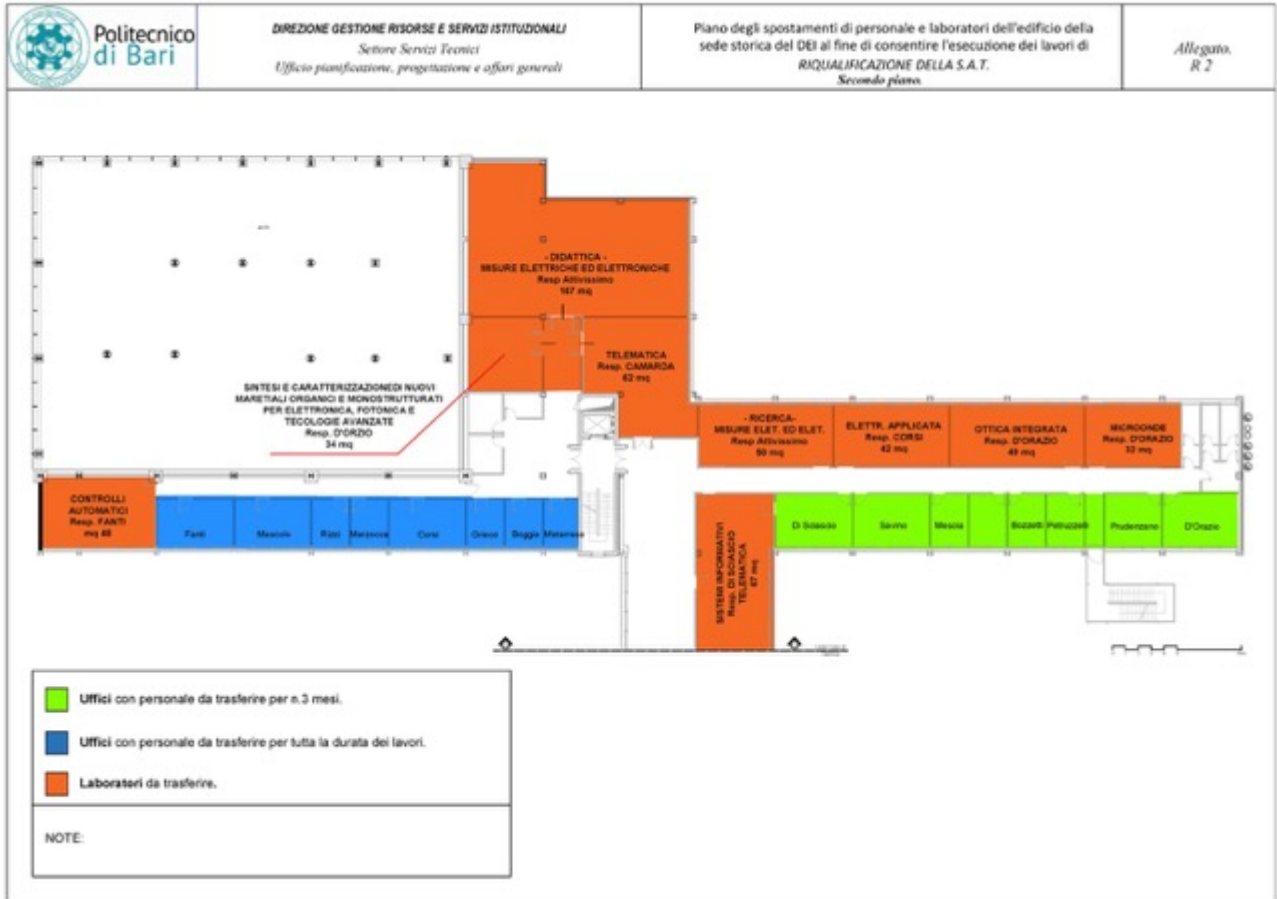 Politecnico
di Bari
DIREZIONE GESTIONE RISORSE E SERVIZI ISTITUZIONALI
Settore Servizi Tecnici
Ufficio pianificazione, progettazione e affari generali
Piano degli spostamenti di personale e laboratori dell'edificio della
sede storica del DEI al fine di consentire l'esecuzione dei lavori di
RIQUALIFICAZIONE DELLA S.A.T.
Secondo piano.
Allegato.
R 2
- DIDATTICA -
MISURE ELETTRICHE ED ELETTRONICHE
Resp Attivissimo
167 mq
TELEMATICA
Resp. CAMARDA
62 mq
SINTESI E CARATTERIZZAZIONEDI NUOVI
MARETIALI ORGANICI E MONOSTRUTTURATI
PER ELETTRONICA, FOTONICA E
TECOLOGIE AVANZATE
Resp. D'ORZIO
34 mq
- RICERCA-
MISURE ELET. ED ELET.
Resp Attivissimo
50 mq
ELETTR. APPLICATA
Resp. CORSI
42 mq
OTTICA INTEGRATA
Resp. D'ORAZIO
49 mq
MICROONDE
Resp. D'ORAZIO
32 mq
CONTROLLI
AUTOMATICI
Resp. FANTI
mq 48
Fanti
Mascolo
Rizzi
Marzocca
Corsi
Grieco
Boggia
Matarrese
SISTEMI INFORMATIVI
Resp. DI SCIASCIO
TELEMATICA
67 mq
Di Sciascio
Savino
Mescia
Bozzetti
Petruzzelli
Prudenzano
D'Orazio
Uffici con personale da trasferire per n.3 mesi.
Uffici con personale da trasferire per tutta la durata dei lavori.
Laboratori da trasferire.
NOTE: